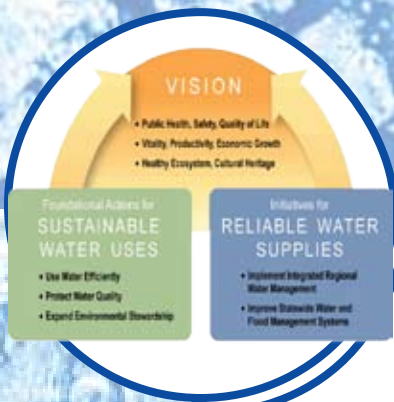 VISION
• Public Health, Safety, Quality of Life
• Vitality, Productivity, Economic Growth
• Healthy Ecosystem, Cultural Heritage
Foundational Actions for
SUSTAINABLE
WATER USES
• Use Water Efficiently
• Protect Water Quality
• Expand Environmental Stewardship
Initiatives for
RELIABLE WATER
SUPPLIES
• Implement Integrated Regional
Water Management
• Improve Statewide Water and
Flood Management Systems